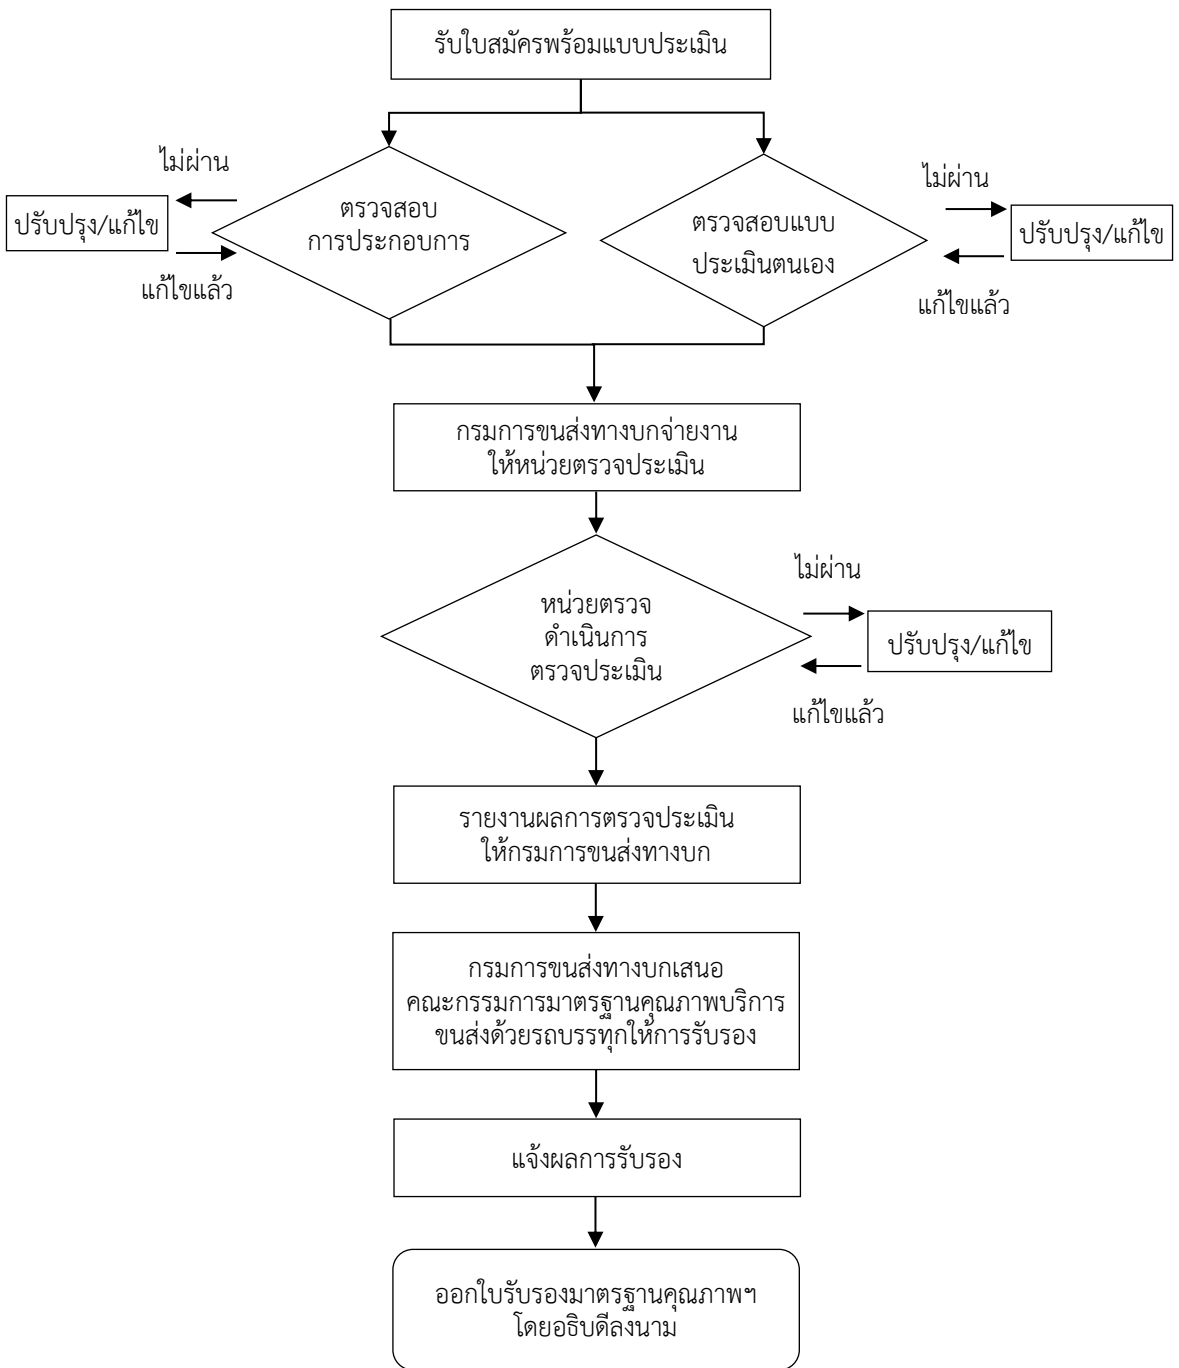 รับใบสมัครพร้อมแบบประเมิน
ไม่ผ่าน
ปรับปรุง/แก้ไข
แก้ไขแล้ว
ตรวจสอบ
การประกอบการ
ตรวจสอบแบบ
ประเมินตนเอง
ไม่ผ่าน
ปรับปรุง/แก้ไข
แก้ไขแล้ว
กรมการขนส่งทางบกจ่ายงาน
ให้หน่วยตรวจประเมิน
หน่วยตรวจ
ดำเนินการ
ตรวจประเมิน
ไม่ผ่าน
ปรับปรุง/แก้ไข
แก้ไขแล้ว
รายงานผลการตรวจประเมิน
ให้กรมการขนส่งทางบก
กรมการขนส่งทางบกเสนอ
คณะกรรมการมาตรฐานคุณภาพบริการ
ขนส่งด้วยรถบรรทุกให้การรับรอง
แจ้งผลการรับรอง
ออกใบรับรองมาตรฐานคุณภาพฯ
โดยอธิบดีลงนาม